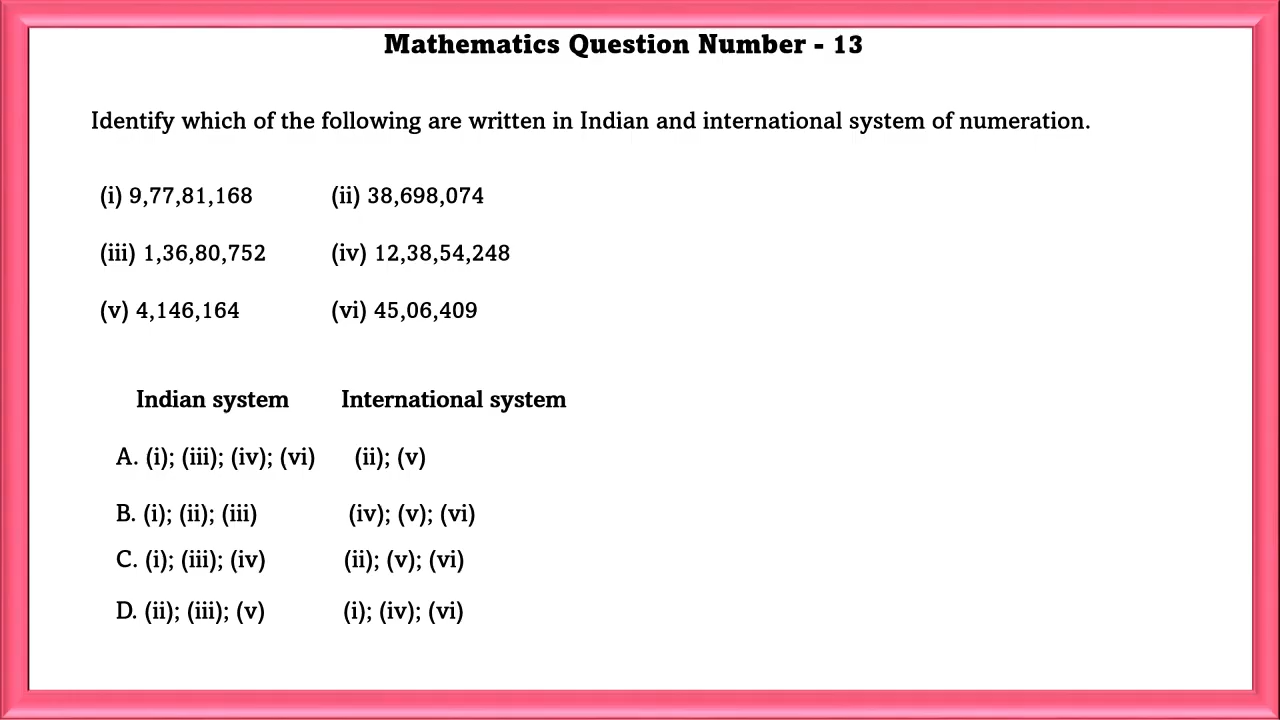 Mathematics Question Number - 13
Identify which of the following are written in Indian and international system of numeration.
(i) 9,77,81,168 (ii) 38,698,074
(iii) 1,36,80,752 (iv) 12,38,54,248
(v) 4,146,164 (vi) 45,06,409
Indian system International system
A. (i); (iii); (iv); (vi) (ii); (v)
B. (i); (ii); (iii) (iv); (v); (vi)
C. (i); (iii); (iv) (ii); (v); (vi)
D. (ii); (iii); (v) (i); (iv); (vi)